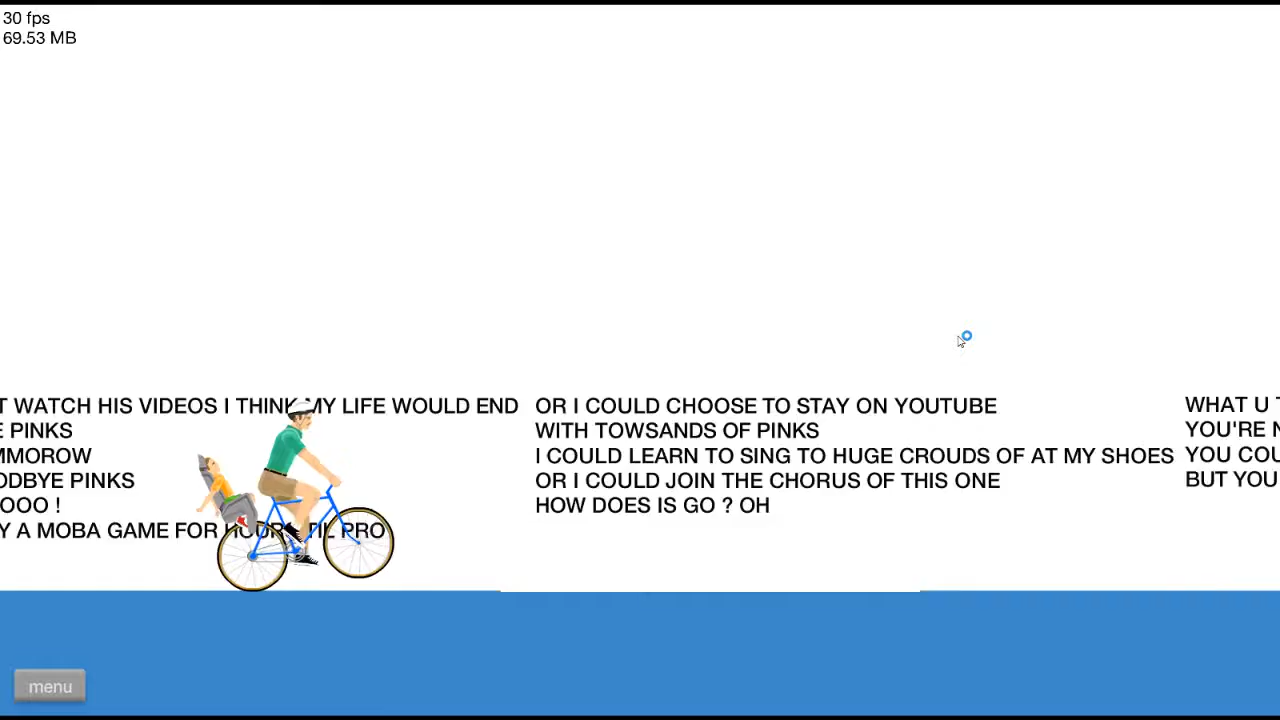 30 fps
69.53 MB
T WATCH HIS VIDEOS I THINK MY LIFE WOULD END
E PINKS
MMOROW
ODBYE PINKS
OOO !
Y A MOBA GAME FOR HOURS TIL PRO
OR I COULD CHOOSE TO STAY ON YOUTUBE
WITH TOWSANDS OF PINKS
I COULD LEARN TO SING TO HUGE CROUDS OF AT MY SHOES
OR I COULD JOIN THE CHORUS OF THIS ONE
HOW DOES IS GO ? OH
WHAT U T
YOU'RE N
YOU COU
BUT YOU
menu